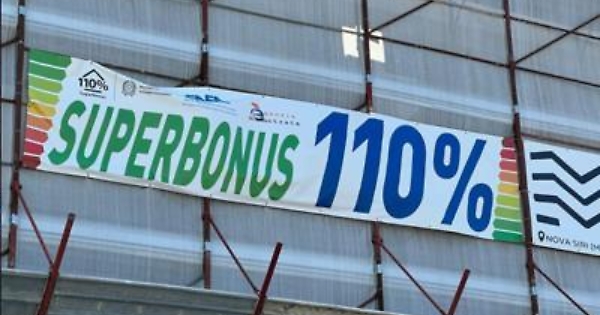 110%
SUPERBONUS 110%
NOVA SIRI (M